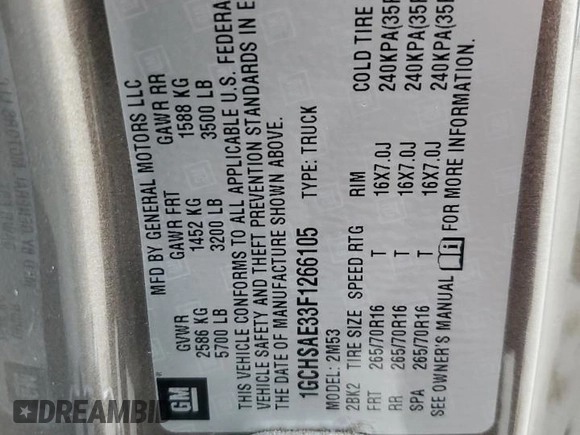 GM
MFD BY GENERAL MOTORS LLC
GVWR GAWR FRT GAWR RR
2586 KG 1452 KG 1588 KG
5700 LB 3200 LB 3500 LB
THIS VEHICLE CONFORMS TO ALL APPLICABLE U.S. FEDERA
VEHICLE SAFETY AND THEFT PREVENTION STANDARDS IN E
THE DATE OF MANUFACTURE SHOWN ABOVE.
1GCHSAE33F1266105 TYPE: TRUCK
MODEL: 2M53
2BK2 TIRE SIZE SPEED RTG RIM COLD TIRE
FRT 265/70R16 T 16X7.0J 240KPA(35P
RR 265/70R16 T 16X7.0J 240KPA(35P
SPA 265/70R16 T 16X7.0J 240KPA(35P
SEE OWNER'S MANUAL FOR MORE INFORMATION.
DREAMBI